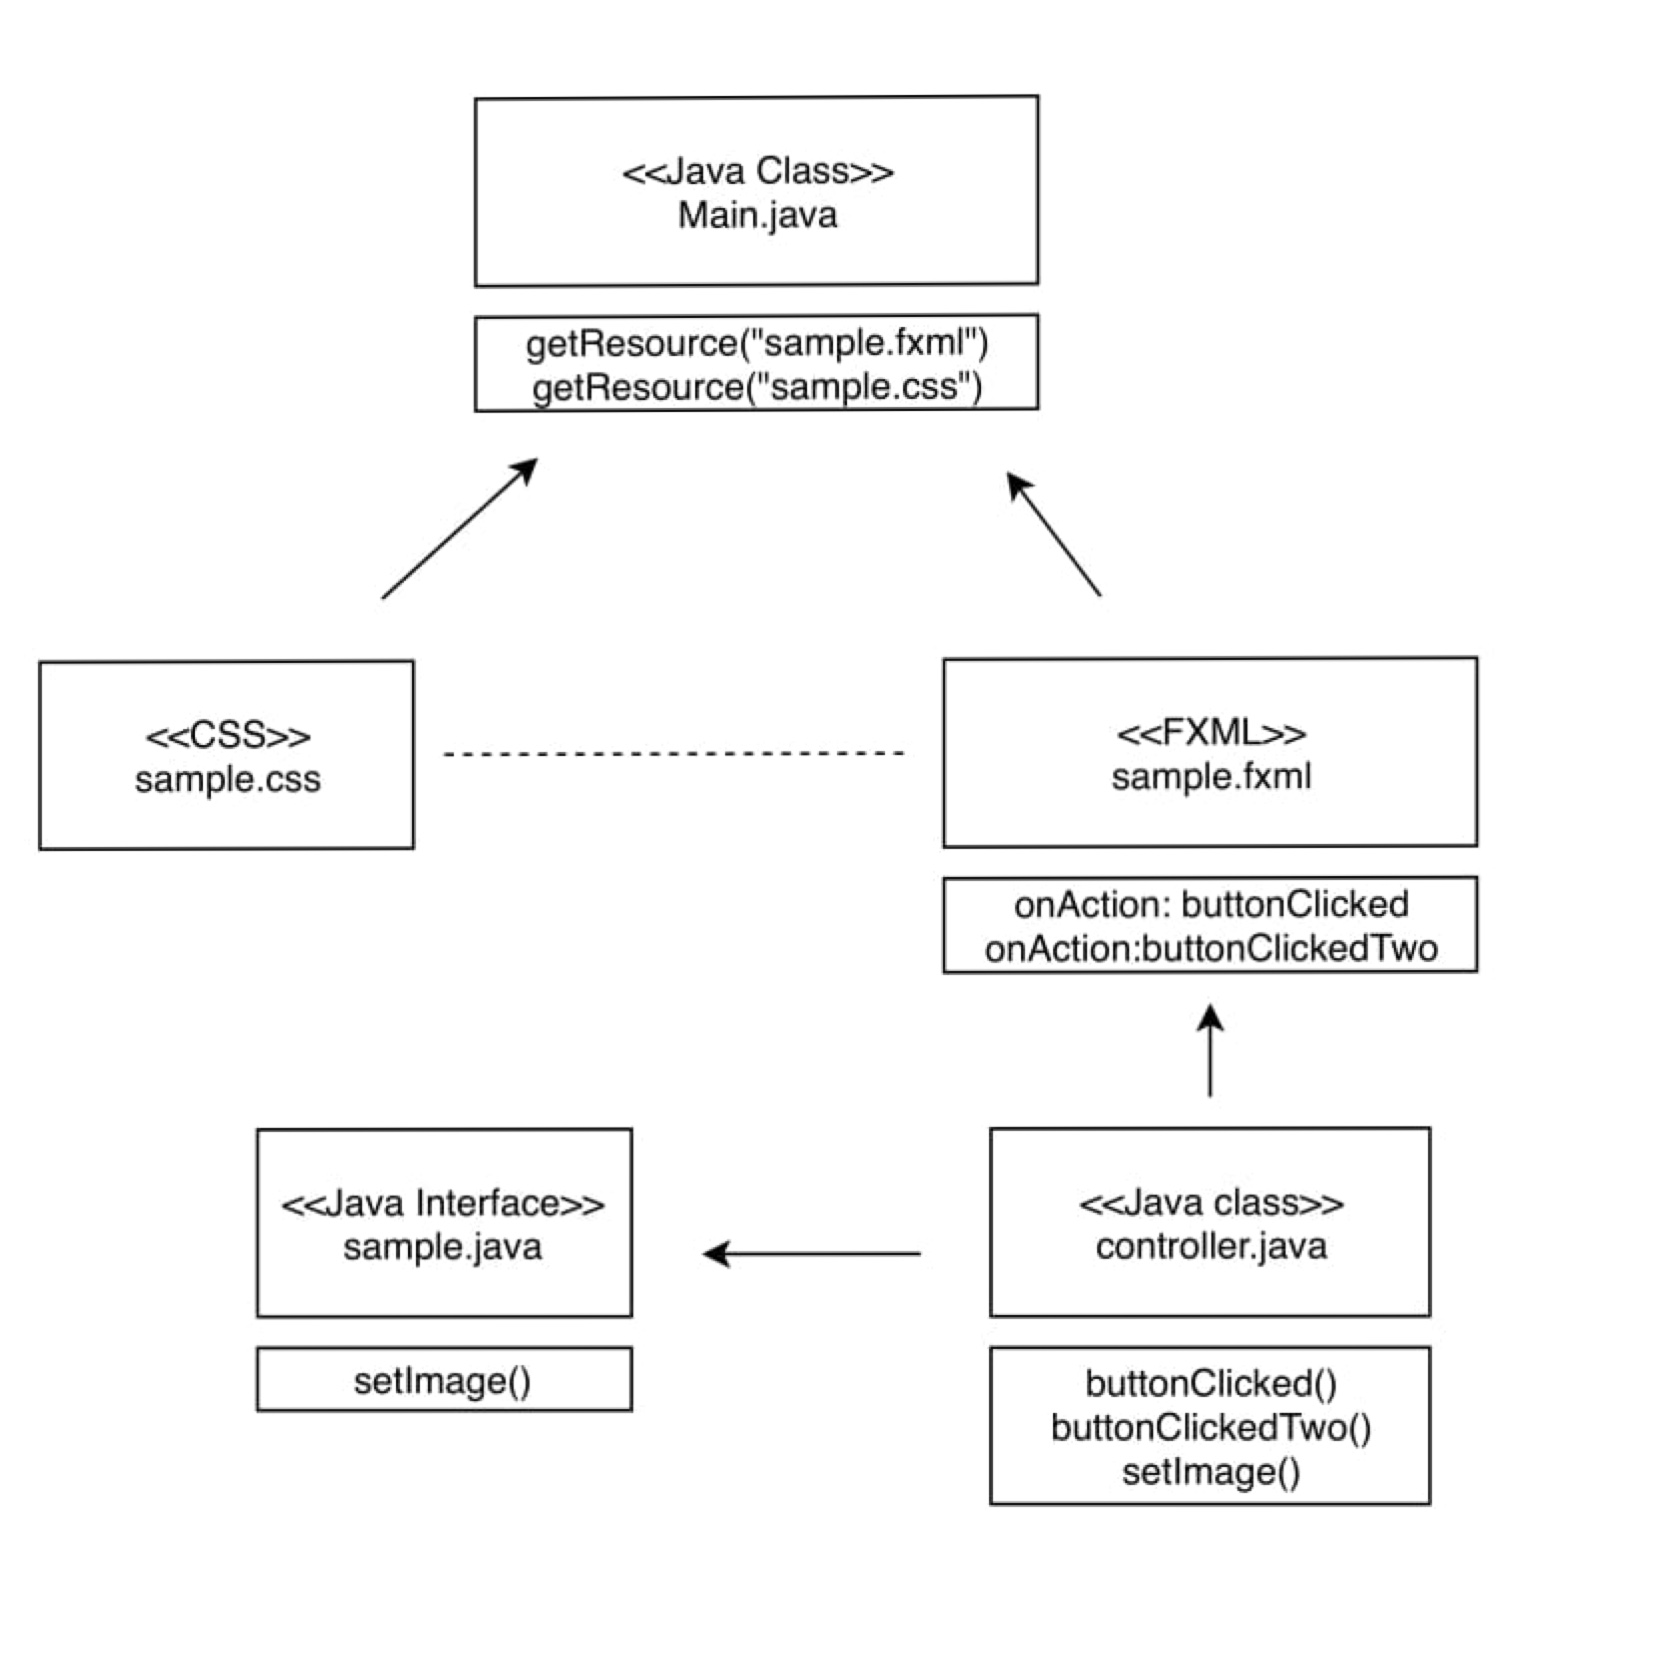 <<Java Class>>
Main.java
getResource("sample.fxml")
getResource("sample.css")
<<CSS>>
sample.css
<<FXML>>
sample.fxml
onAction: buttonClicked
onAction:buttonClickedTwo
<<Java Interface>>
sample.java
setImage()
<<Java class>>
controller.java
buttonClicked()
buttonClickedTwo()
setImage()